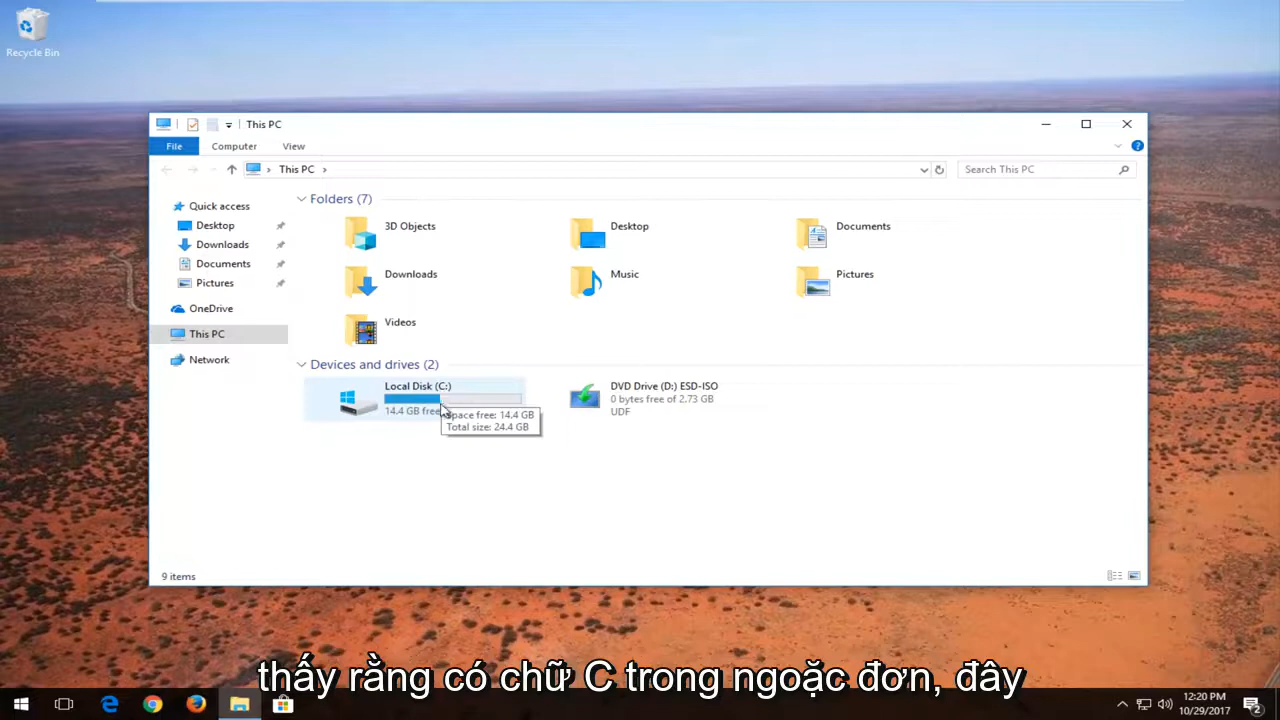 Recycle Bin
This PC
File
Computer
View
This PC
Search This PC
Quick access
Desktop
Downloads
Documents
Pictures
OneDrive
This PC
Network
Folders (7)
3D Objects
Desktop
Documents
Downloads
Music
Pictures
Videos
Devices and drives (2)
Local Disk (C:)
14.4 GB free
Space free: 14.4 GB
Total size: 24.4 GB
DVD Drive (D:) ESD-ISO
0 bytes free of 2.73 GB
UDF
9 items
thấy rằng có chữ C trong ngoặc đơn, đây
12:20 PM
10/29/2017
2